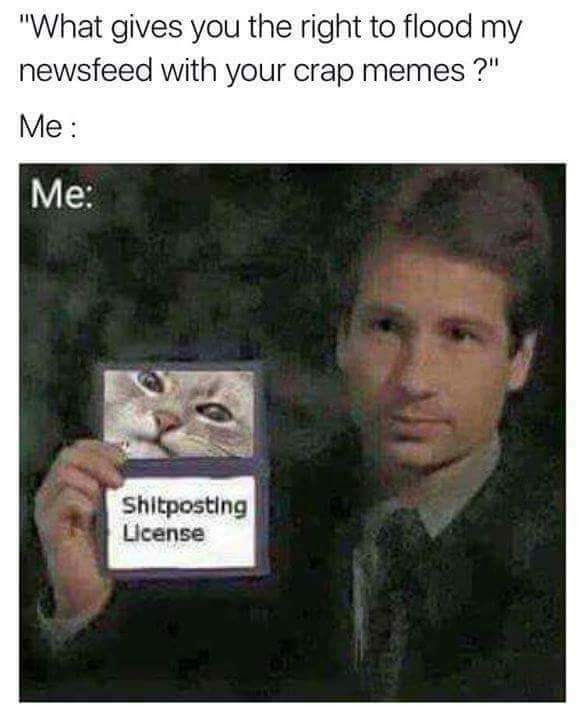 "What gives you the right to flood my
newsfeed with your crap memes ?"
Me :
Me:
Shitposting
License